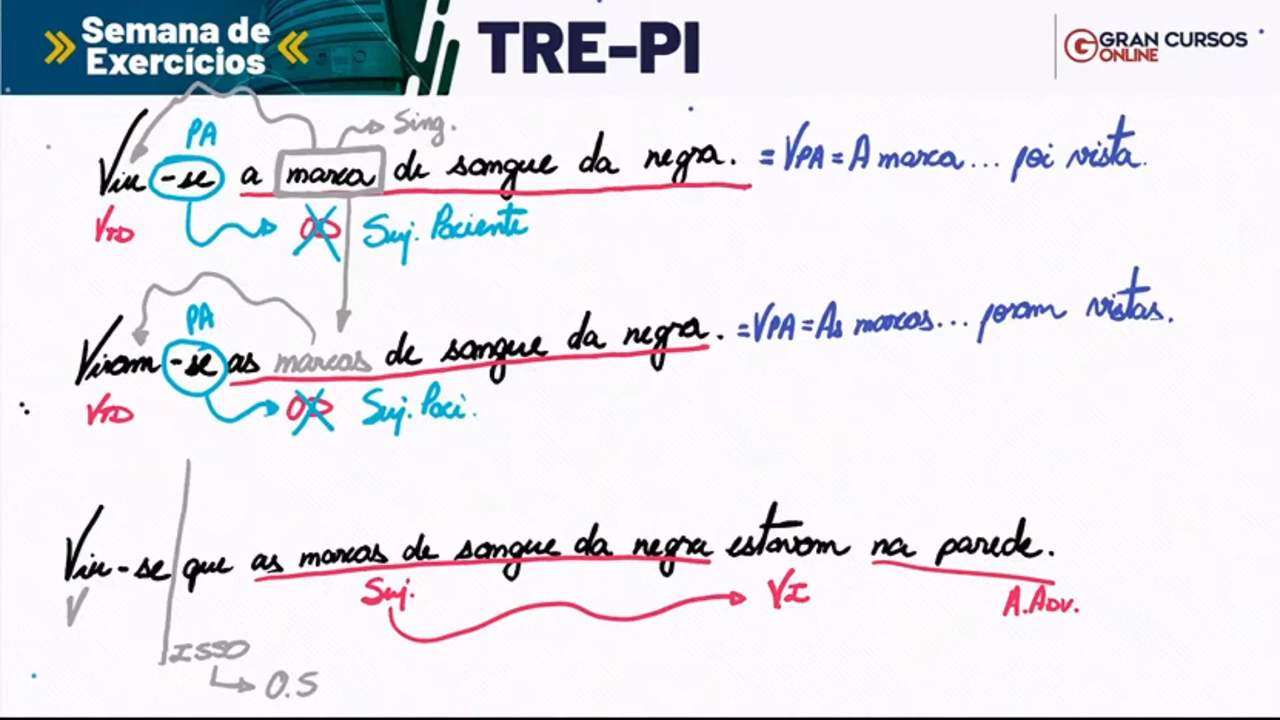 Semana de
Exercícios
TRE-PI
GRAN CURSOS
ONLINE
PA
Sing.
Viu-se a marca de sangue da negra. = VPA = A marca... foi vista.
VTD
OD
Suj. Paciente
PA
Viram-se as marcas de sangue da negra. = VPA = As marcas... foram vistas.
VTD
OD
Suj. Paci.
Viu-se que as marcas de sangue da negra estavam na parede.
V
Suj.
VI
A.ADV.
ISSO
O.S